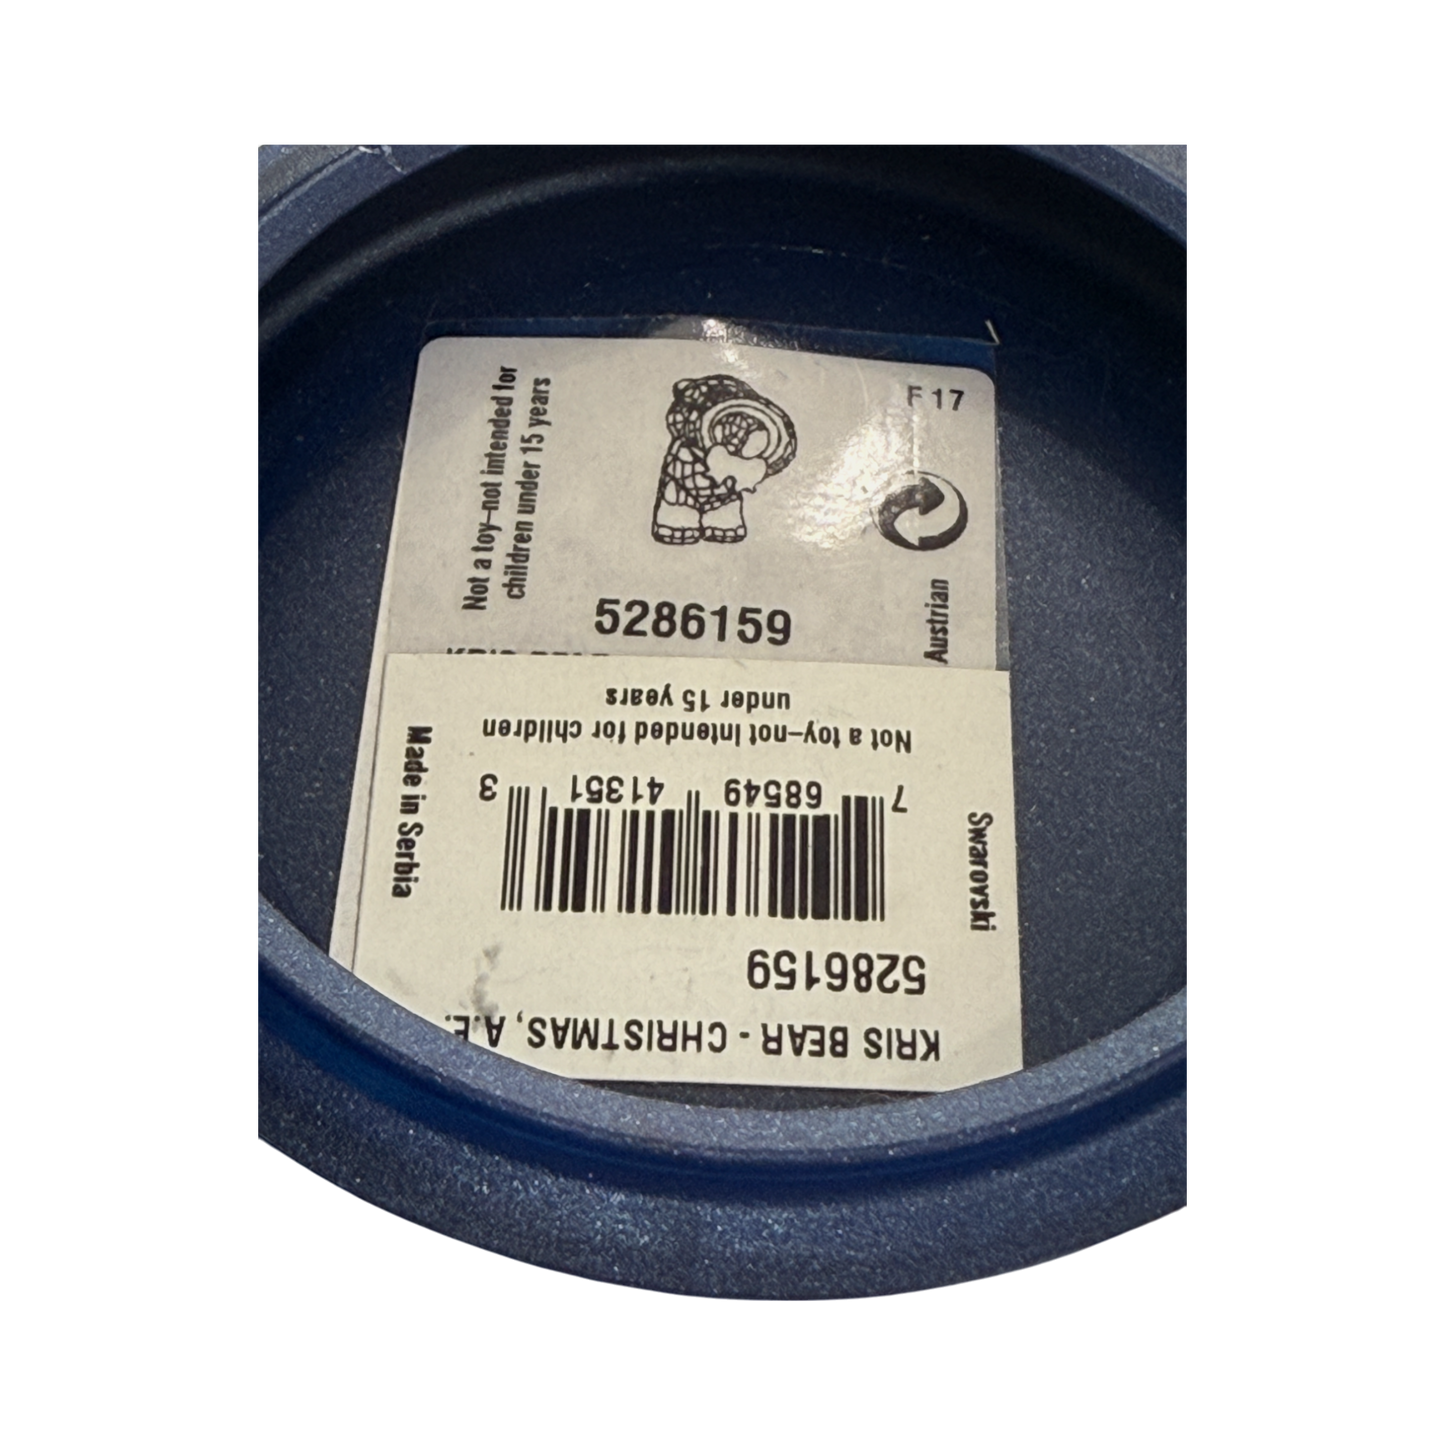 Not a toy–not intended for
children under 15 years
17
5286159
Austrian
KRIS BEAR - CHRISTMAS, A.E.
5286159
7 68549 41351 3
Not a toy–not intended for children
under 15 years
Made in Serbia
Swarovski